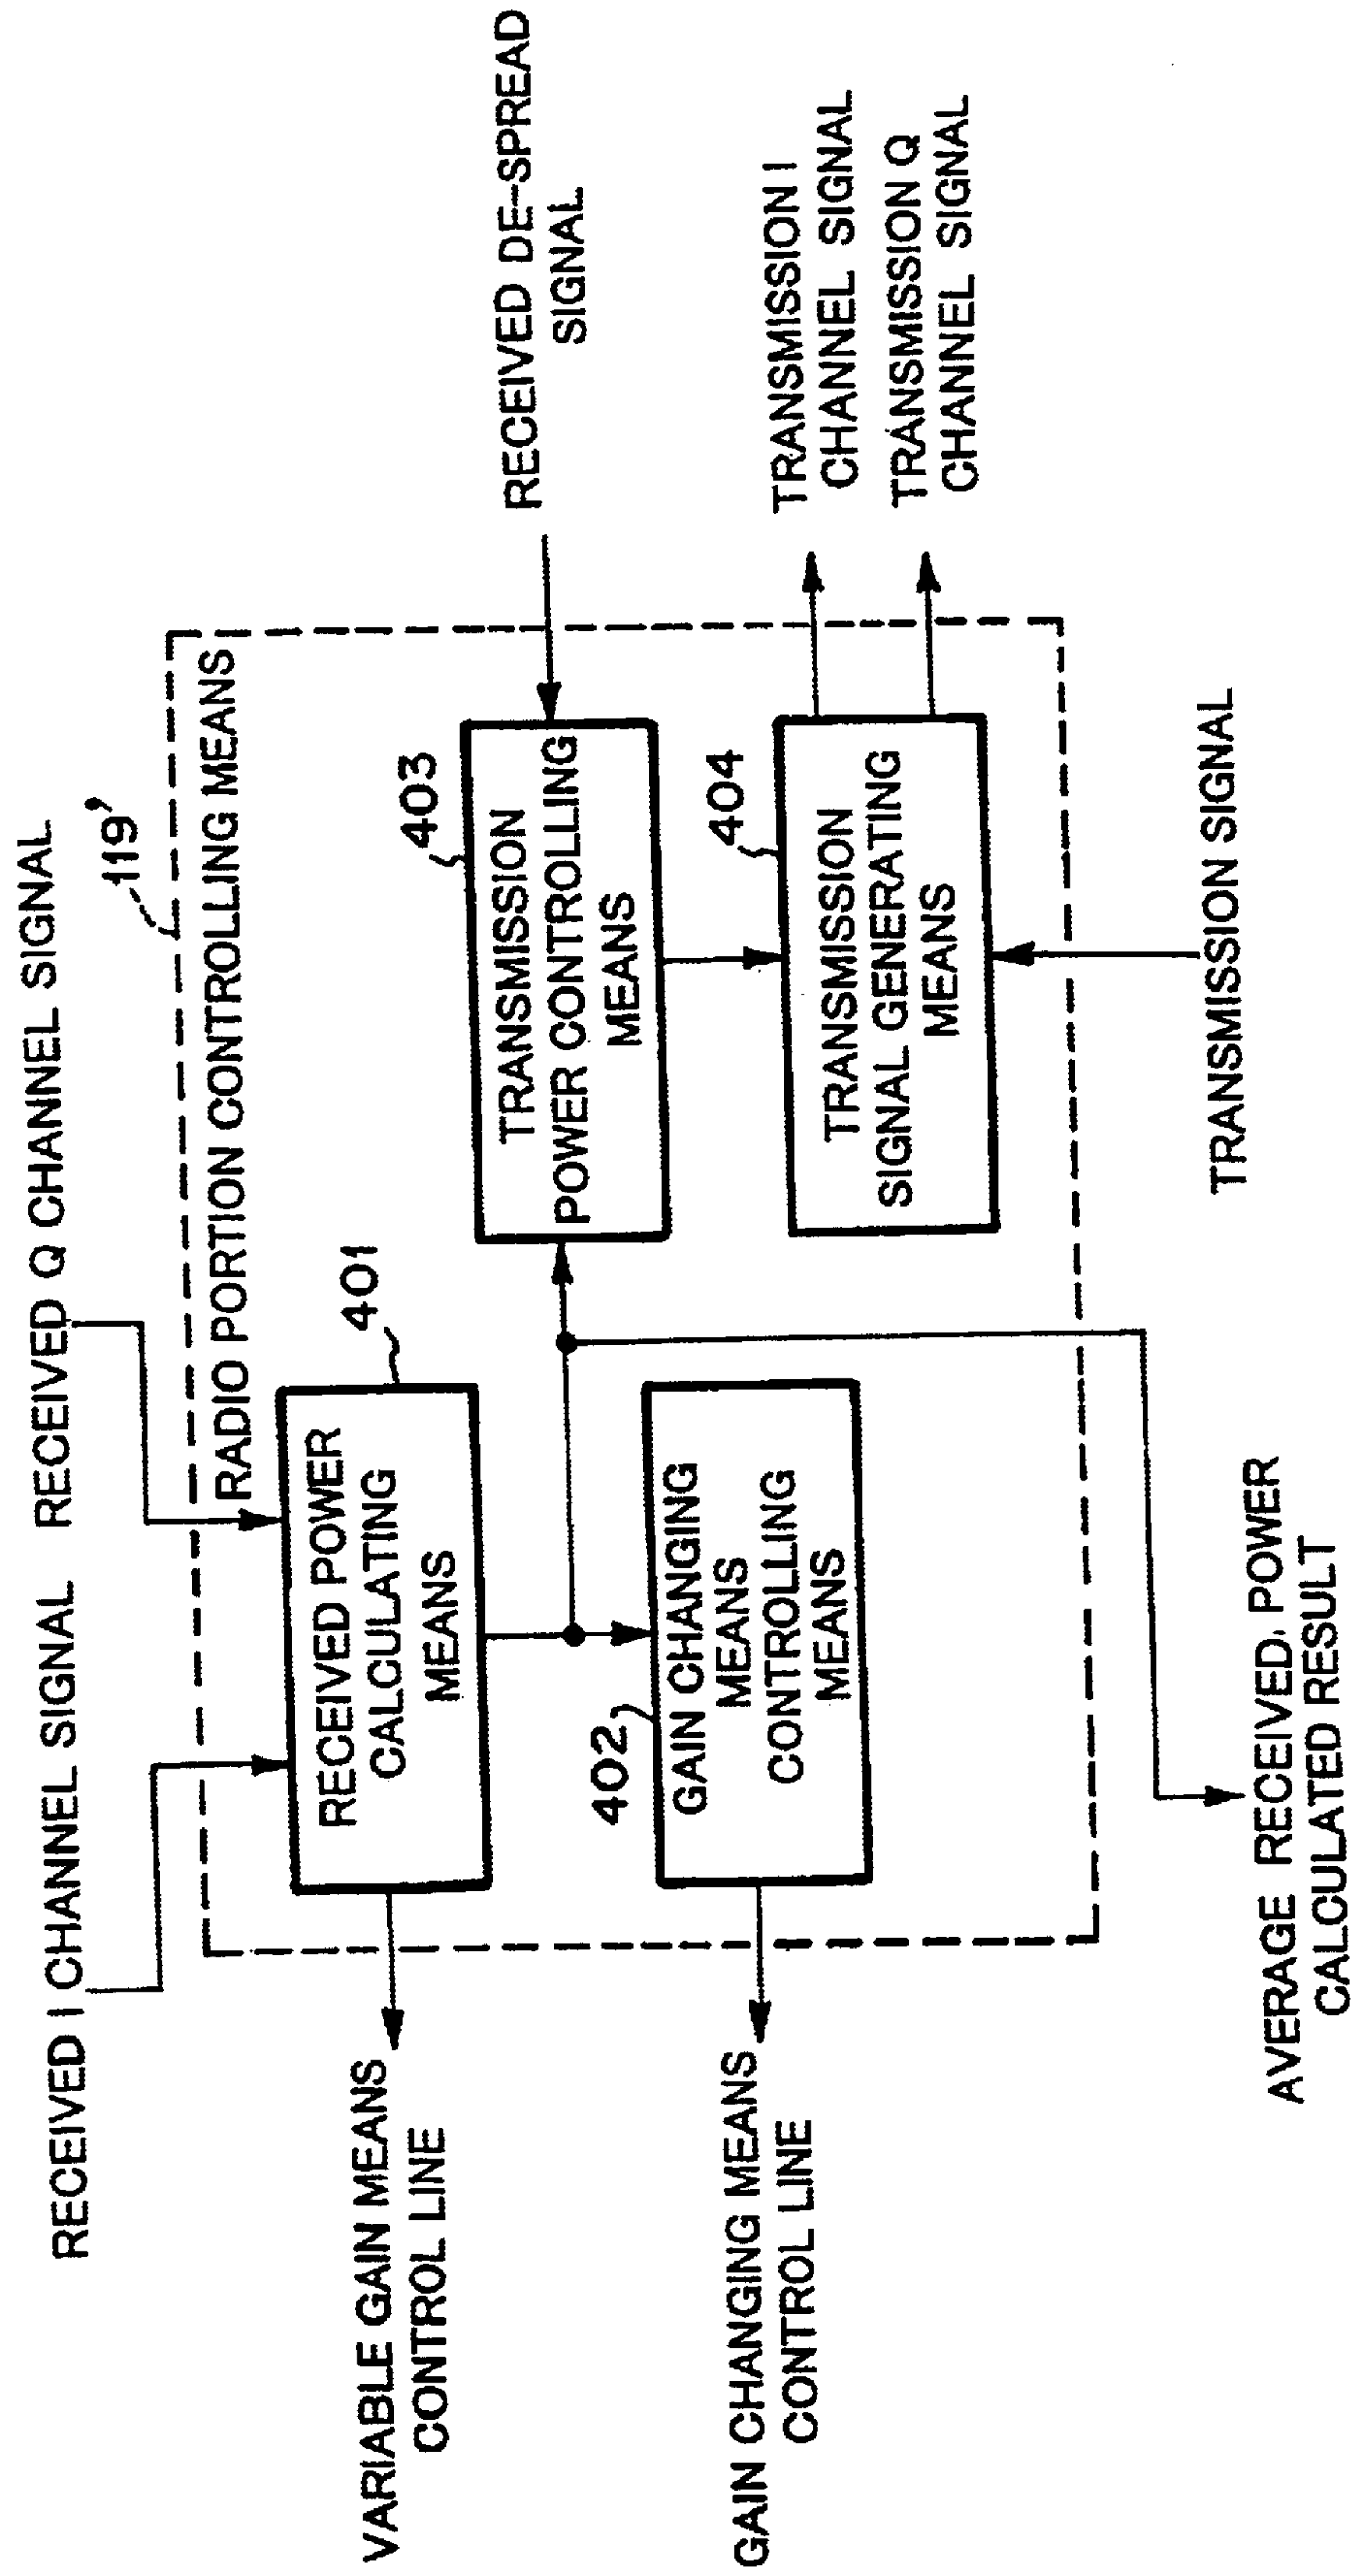 RECEIVED I CHANNEL SIGNAL
RECEIVED Q CHANNEL SIGNAL
119'
RADIO PORTION CONTROLLING MEANS
401
RECEIVED POWER
CALCULATING
MEANS
VARIABLE GAIN MEANS
CONTROL LINE
402
GAIN CHANGING
MEANS
CONTROLLING
MEANS
GAIN CHANGING MEANS
CONTROL LINE
403
TRANSMISSION
POWER CONTROLLING
MEANS
RECEIVED DE-SPREAD
SIGNAL
404
TRANSMISSION
SIGNAL GENERATING
MEANS
TRANSMISSION I
CHANNEL SIGNAL
TRANSMISSION Q
CHANNEL SIGNAL
TRANSMISSION SIGNAL
AVERAGE RECEIVED POWER
CALCULATED RESULT